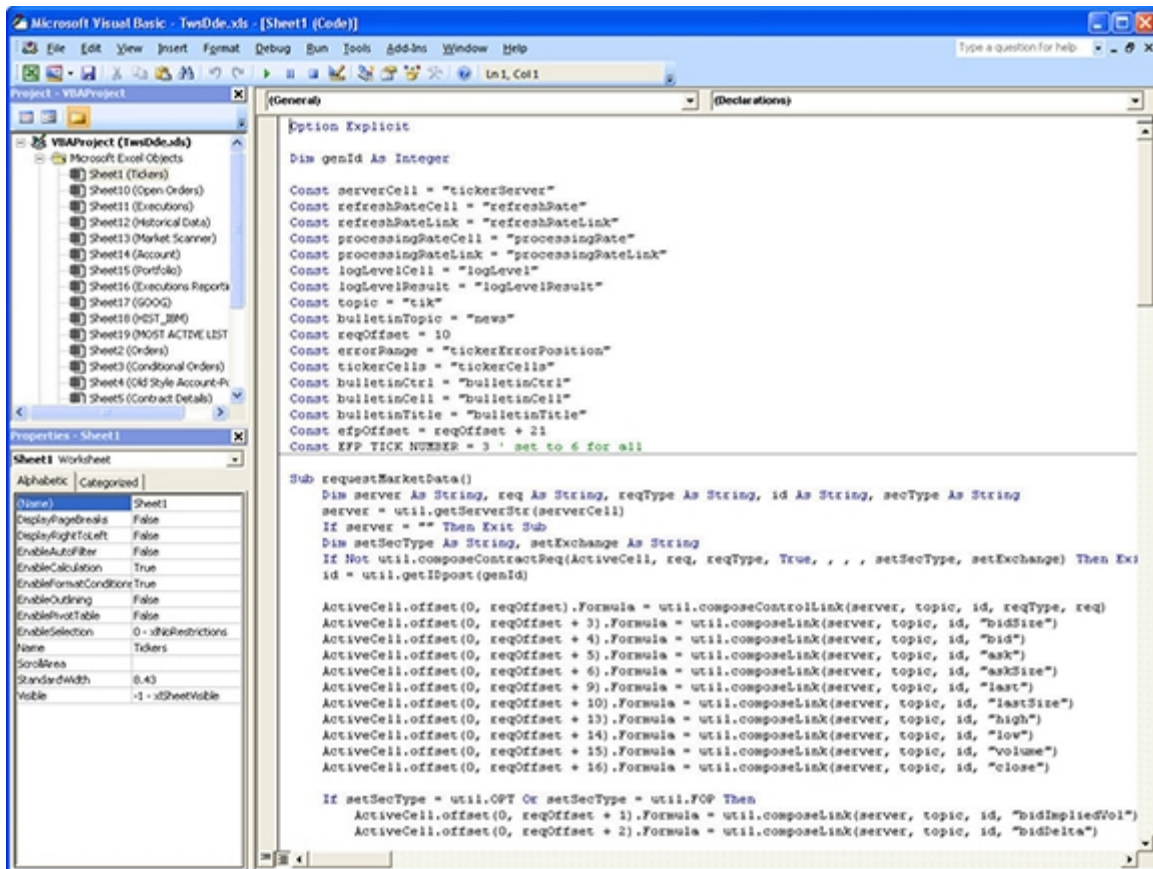 Microsoft Visual Basic - TwsDde.xls - [Sheet1 (Code)]
File Edit View Insert Format Debug Run Tools Add-Ins Window Help
Type a question for help
Ln 1, Col 1
Project - VBAProject
(General)
(Declarations)
VBAProject (TwsDde.xls)
Microsoft Excel Objects
Sheet1 (Tickers)
Sheet10 (Open Orders)
Sheet11 (Executions)
Sheet12 (Historical Data)
Sheet13 (Market Scanner)
Sheet14 (Account)
Sheet15 (Portfolio)
Sheet16 (Executions Reporti
Sheet17 (GOOG)
Sheet18 (HIST_IBM)
Sheet19 (MOST ACTIVE LIST
Sheet2 (Orders)
Sheet3 (Conditional Orders)
Sheet4 (Old Style Account-Po
Sheet5 (Contract Details)
Properties - Sheet1
Sheet1 Worksheet
Alphabetic Categorized
(Name) Sheet1
DisplayPageBreaks False
DisplayRightToLeft False
EnableAutoFilter False
EnableCalculation True
EnableFormatConditions True
EnableOutlining False
EnablePivotTable False
EnableSelection 0 - xlNoRestrictions
Name Tickers
ScrollArea
StandardWidth 8.43
Visible -1 - xlSheetVisible
Option Explicit
Dim genId As Integer
Const serverCell = "tickerServer"
Const refreshRateCell = "refreshRate"
Const refreshRateLink = "refreshRateLink"
Const processingRateCell = "processingRate"
Const processingRateLink = "processingRateLink"
Const logLevelCell = "logLevel"
Const logLevelResult = "logLevelResult"
Const topic = "tik"
Const bulletinTopic = "news"
Const reqOffset = 10
Const errorRange = "tickerErrorPosition"
Const tickerCells = "tickerCells"
Const bulletinCtrl = "bulletinCtrl"
Const bulletinCell = "bulletinCell"
Const bulletinTitle = "bulletinTitle"
Const efpOffset = reqOffset + 21
Const EFP_TICK_NUMBER = 3 ' set to 6 for all
Sub requestMarketData()
Dim server As String, req As String, reqType As String, id As String, secType As String
server = util.getServerStr(serverCell)
If server = "" Then Exit Sub
Dim setSecType As String, setExchange As String
If Not util.composeContractReq(ActiveCell, req, reqType, True, , , , setSecType, setExchange) Then Exi
id = util.getIDpost(genId)
ActiveCell.offset(0, reqOffset).Formula = util.composeControlLink(server, topic, id, reqType, req)
ActiveCell.offset(0, reqOffset + 3).Formula = util.composeLink(server, topic, id, "bidSize")
ActiveCell.offset(0, reqOffset + 4).Formula = util.composeLink(server, topic, id, "bid")
ActiveCell.offset(0, reqOffset + 5).Formula = util.composeLink(server, topic, id, "ask")
ActiveCell.offset(0, reqOffset + 6).Formula = util.composeLink(server, topic, id, "askSize")
ActiveCell.offset(0, reqOffset + 9).Formula = util.composeLink(server, topic, id, "last")
ActiveCell.offset(0, reqOffset + 10).Formula = util.composeLink(server, topic, id, "lastSize")
ActiveCell.offset(0, reqOffset + 13).Formula = util.composeLink(server, topic, id, "high")
ActiveCell.offset(0, reqOffset + 14).Formula = util.composeLink(server, topic, id, "low")
ActiveCell.offset(0, reqOffset + 15).Formula = util.composeLink(server, topic, id, "volume")
ActiveCell.offset(0, reqOffset + 16).Formula = util.composeLink(server, topic, id, "close")
If setSecType = util.OPT Or setSecType = util.FOP Then
ActiveCell.offset(0, reqOffset + 1).Formula = util.composeLink(server, topic, id, "bidImpliedVol")
ActiveCell.offset(0, reqOffset + 2).Formula = util.composeLink(server, topic, id, "bidDelta")